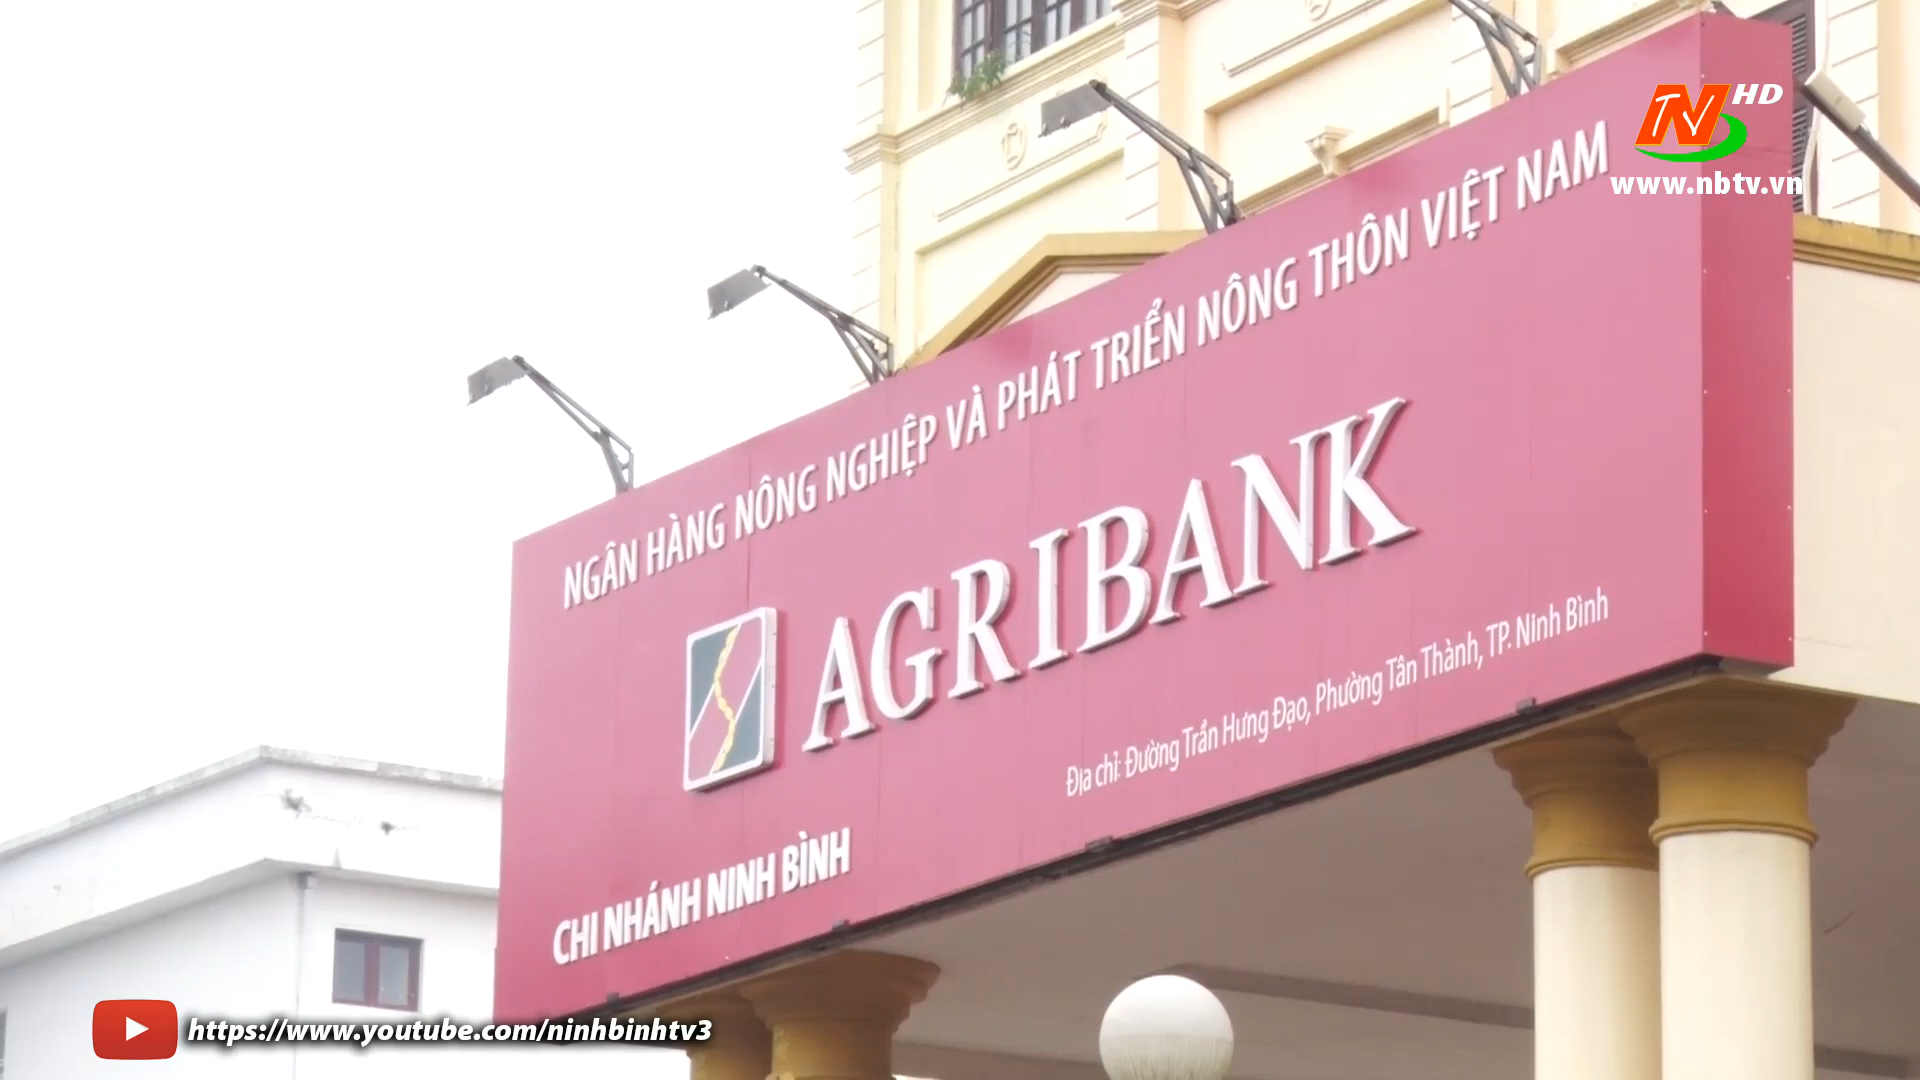 TV
N
HD
www.nbtv.vn
NGÂN HÀNG NÔNG NGHIỆP VÀ PHÁT TRIỂN NÔNG THÔN VIỆT NAM
AGRIBANK
Địa chỉ: Đường Trần Hưng Đạo, Phường Tân Thành, TP. Ninh Bình
CHI NHÁNH NINH BÌNH
https://www.youtube.com/ninhbinhtv3